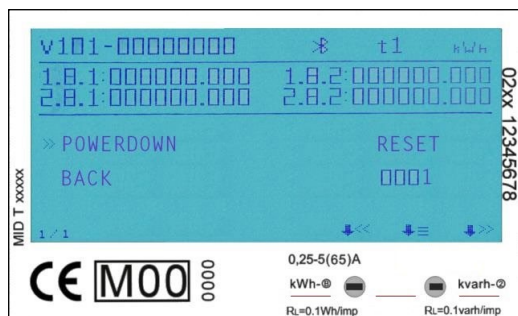 v101-00000000 t1 kWh
1.8.1:000000.000 1.8.2:000000.000
2.8.1:000000.000 2.8.2:000000.000
» POWERDOWN RESET
BACK 0001
1/1 << ≡ >>
02xx 12345678
MID T xxxxx
CE M00 0000
0,25-5(65)A
kWh-⑧ kvarh-②
RL=0.1Wh/imp RL=0.1varh/imp